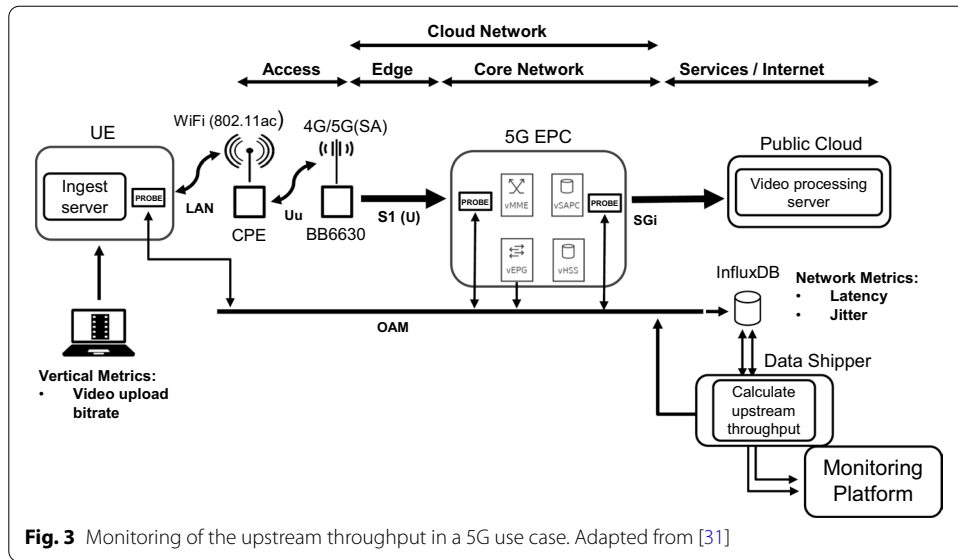 Cloud Network
Access
Edge
Core Network
Services / Internet
UE
WiFi (802.11ac)
4G/5G(SA)
5G EPC
Public Cloud
Ingest
server
PROBE
LAN
CPE
Uu
BB6630
S1 (U)
PROBE
vMME
vSAPC
PROBE
vEPG
vHSS
SGi
Video processing
server
OAM
InfluxDB
Network Metrics:
• Latency
• Jitter
Vertical Metrics:
• Video upload
bitrate
Data Shipper
Calculate
upstream
throughput
Monitoring
Platform
Fig. 3 Monitoring of the upstream throughput in a 5G use case. Adapted from [31]